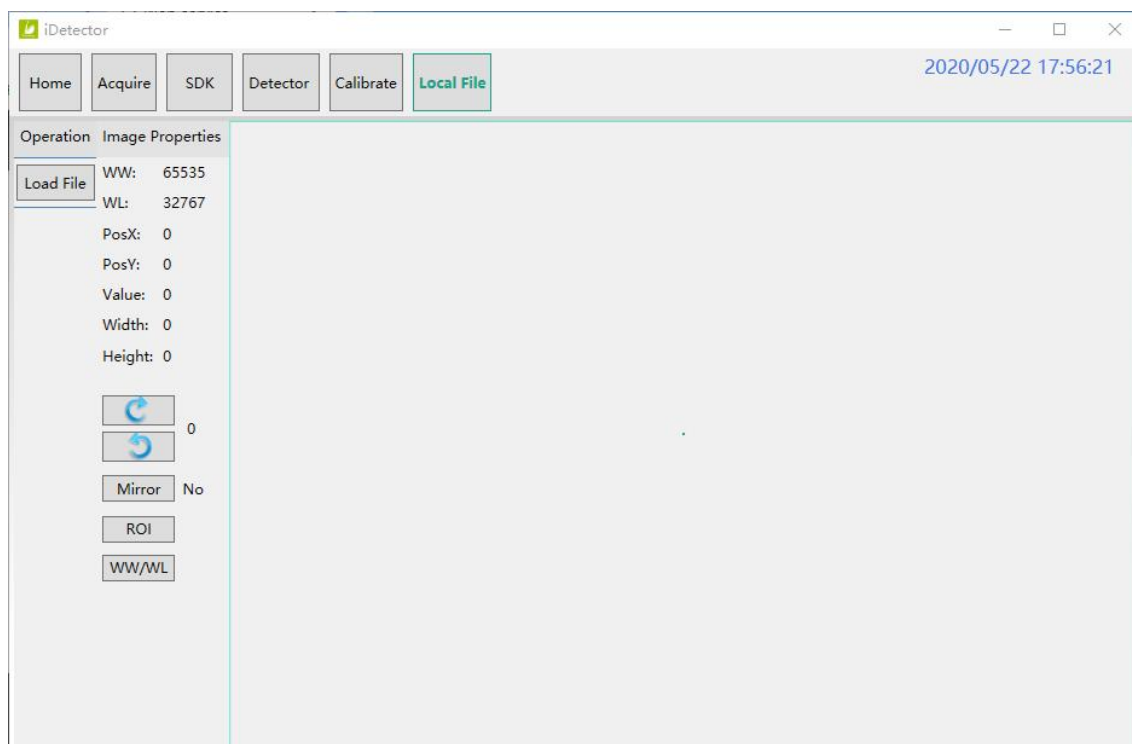 iDetector
Home Acquire SDK Detector Calibrate Local File
2020/05/22 17:56:21
Operation Image Properties
Load File
WW: 65535
WL: 32767
PosX: 0
PosY: 0
Value: 0
Width: 0
Height: 0
0
Mirror No
ROI
WW/WL